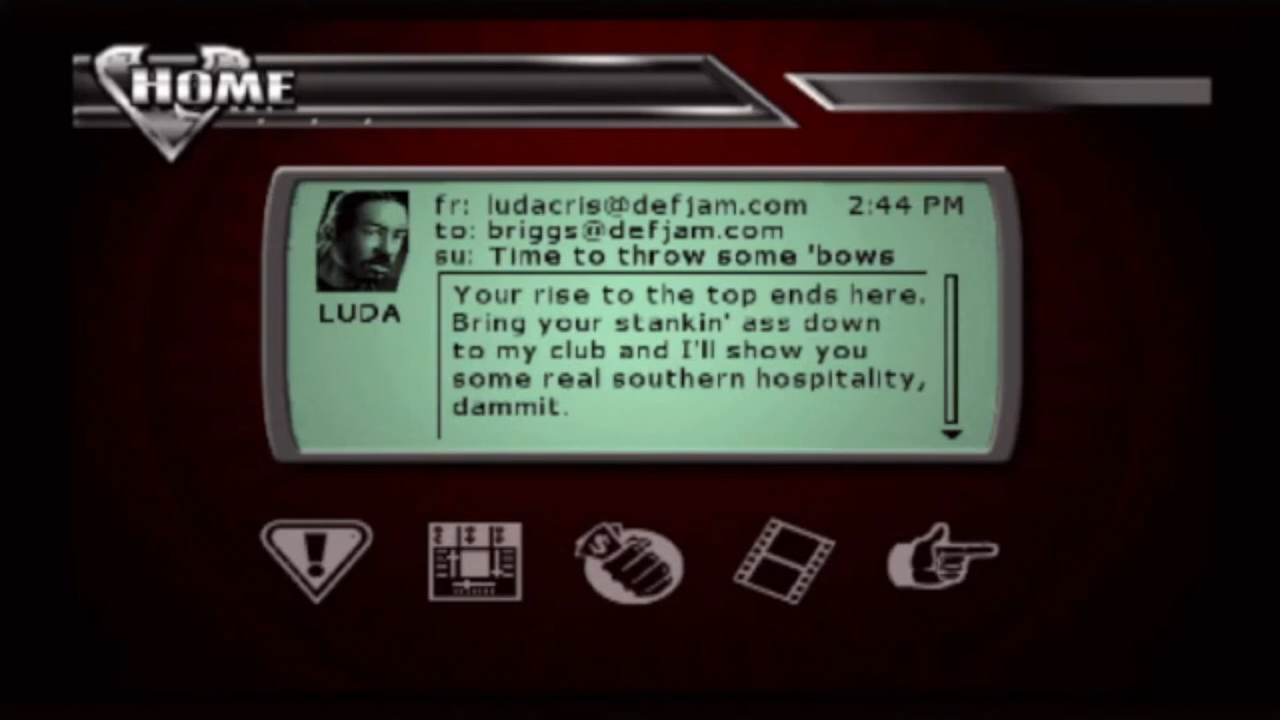 HOME
fr: ludacris@defjam.com 2:44 PM
to: briggs@defjam.com
su: Time to throw some 'bows
LUDA
Your rise to the top ends here.
Bring your stankin' ass down
to my club and I'll show you
some real southern hospitality,
dammit.
$